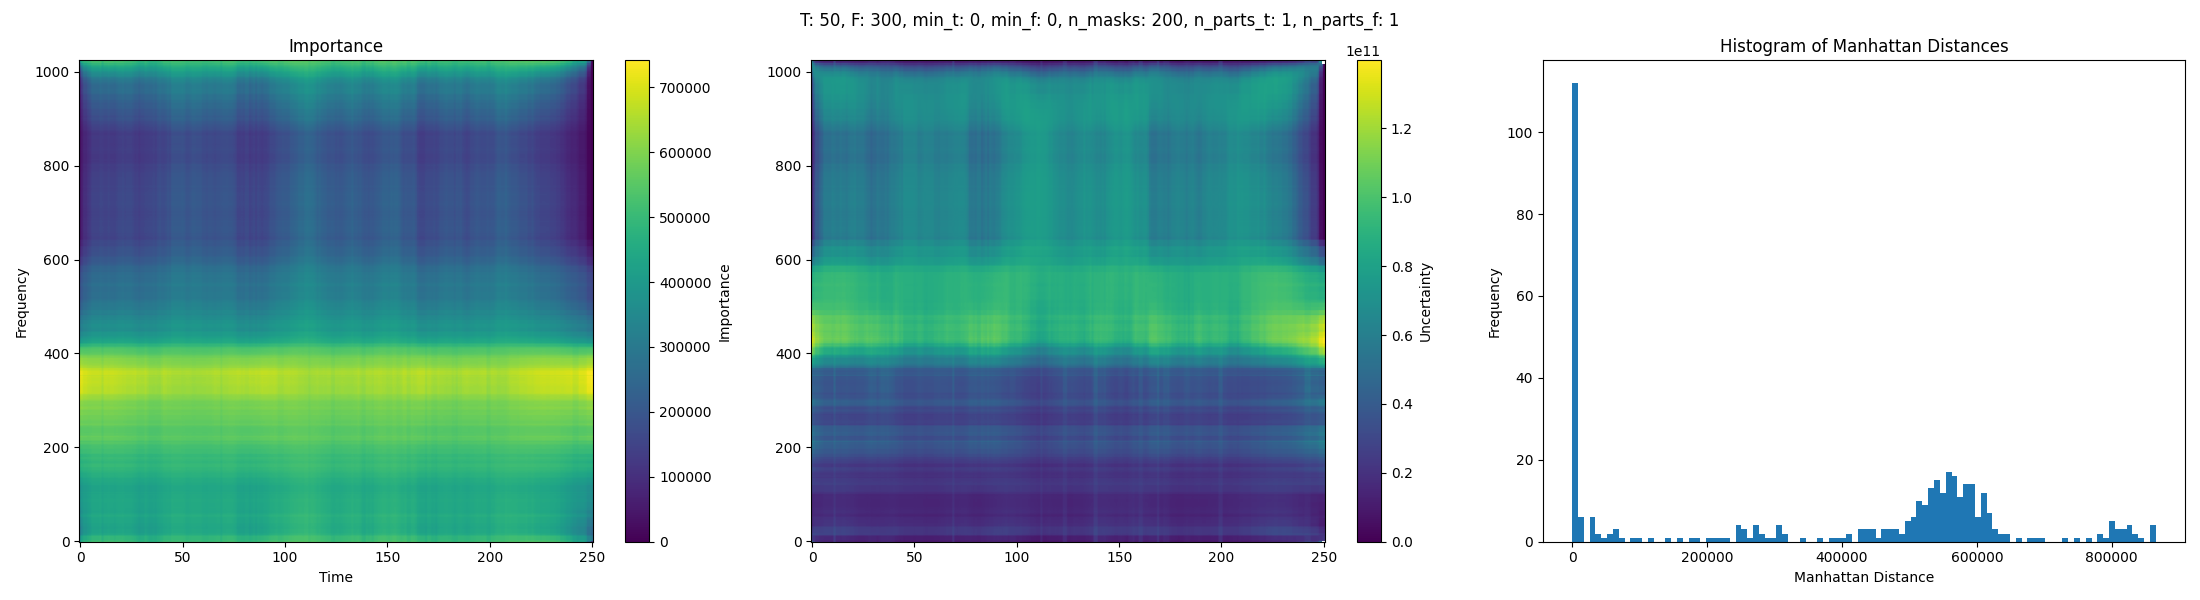 T: 50, F: 300, min_t: 0, min_f: 0, n_masks: 200, n_parts_t: 1, n_parts_f: 1
Importance
1000
800
600
400
200
0
Frequency
0 50 100 150 200 250
Time
700000
600000
500000
400000
300000
200000
100000
0
Importance
1000
800
600
400
200
0
0 50 100 150 200 250
1e11
1.2
1.0
0.8
0.6
0.4
0.2
0.0
Uncertainty
Histogram of Manhattan Distances
100
80
60
40
20
0
Frequency
0 200000 400000 600000 800000
Manhattan Distance